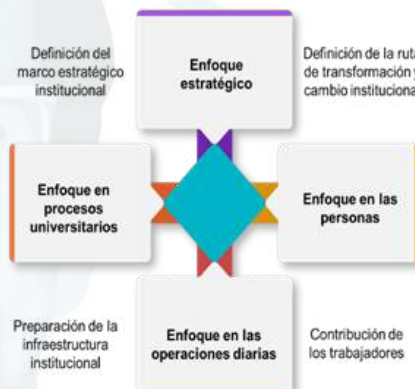 Definición del
marco estratégico
institucional
Enfoque
estratégico
Definición de la ruta
de transformación y
cambio institucional
Enfoque en
procesos
universitarios
Enfoque en las
personas
Preparación de la
infraestructura
institucional
Enfoque en las
operaciones diarias
Contribución de
los trabajadores